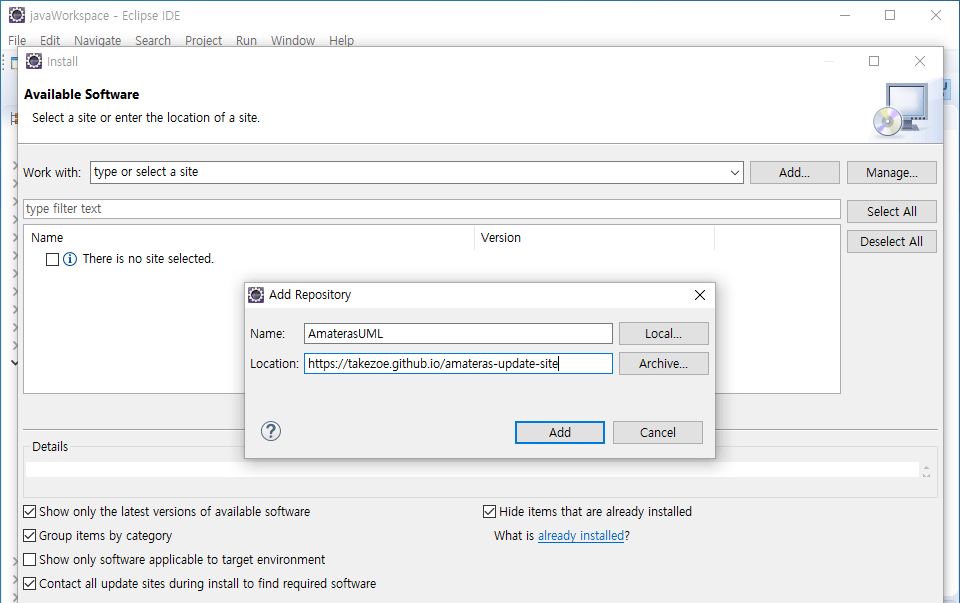 javaWorkspace - Eclipse IDE
File Edit Navigate Search Project Run Window Help
Install
Available Software
Select a site or enter the location of a site.
Work with: type or select a site Add... Manage...
type filter text Select All
Name Version Deselect All
There is no site selected.
Add Repository
Name: AmaterasUML Local...
Location: https://takezoe.github.io/amateras-update-site Archive...
? Add Cancel
Details
Show only the latest versions of available software Hide items that are already installed
Group items by category What is already installed?
Show only software applicable to target environment
Contact all update sites during install to find required software